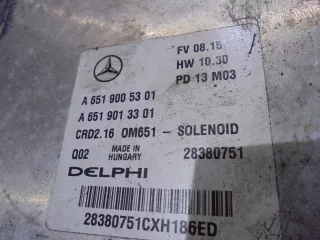 FV 08.15
HW 10.30
PD 13 M03
A 651 900 53 01
A 651 901 33 01
CRD2.16 OM651 - SOLENOID
Q02 MADE IN HUNGARY 28380751
DELPHI
28380751CXH186ED